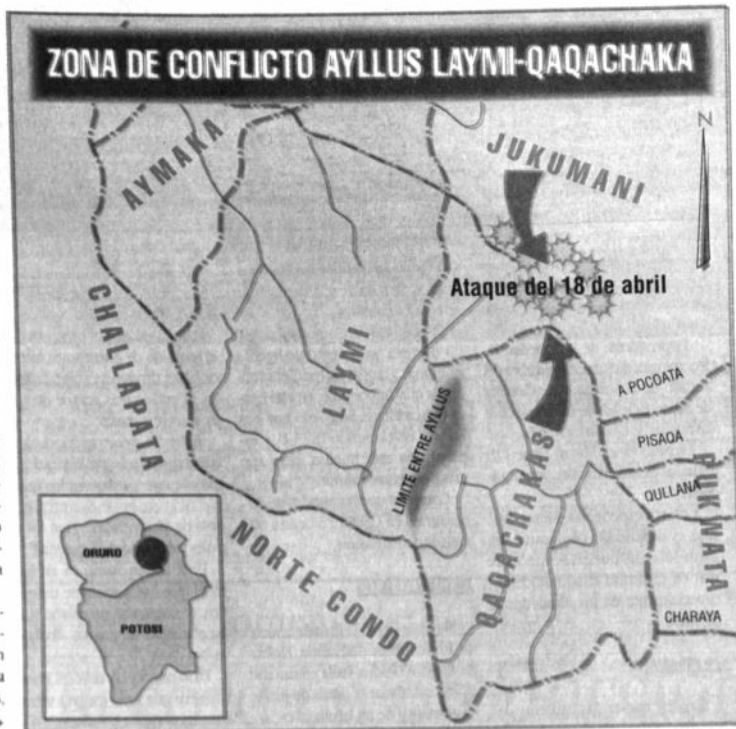 ZONA DE CONFLICTO AYLLUS LAYMI-QAQACHAKA
N
AYMAKA
JUKUMANI
Ataque del 18 de abril
CHALLAPATA
LAYMI
LIMITE ENTRE AYLLUS
A POCOATA
PISAQA
QULLANA
PUKWATA
CHARAYA
QAQACHAKAS
NORTE CONDO
ORURO
POTOSI